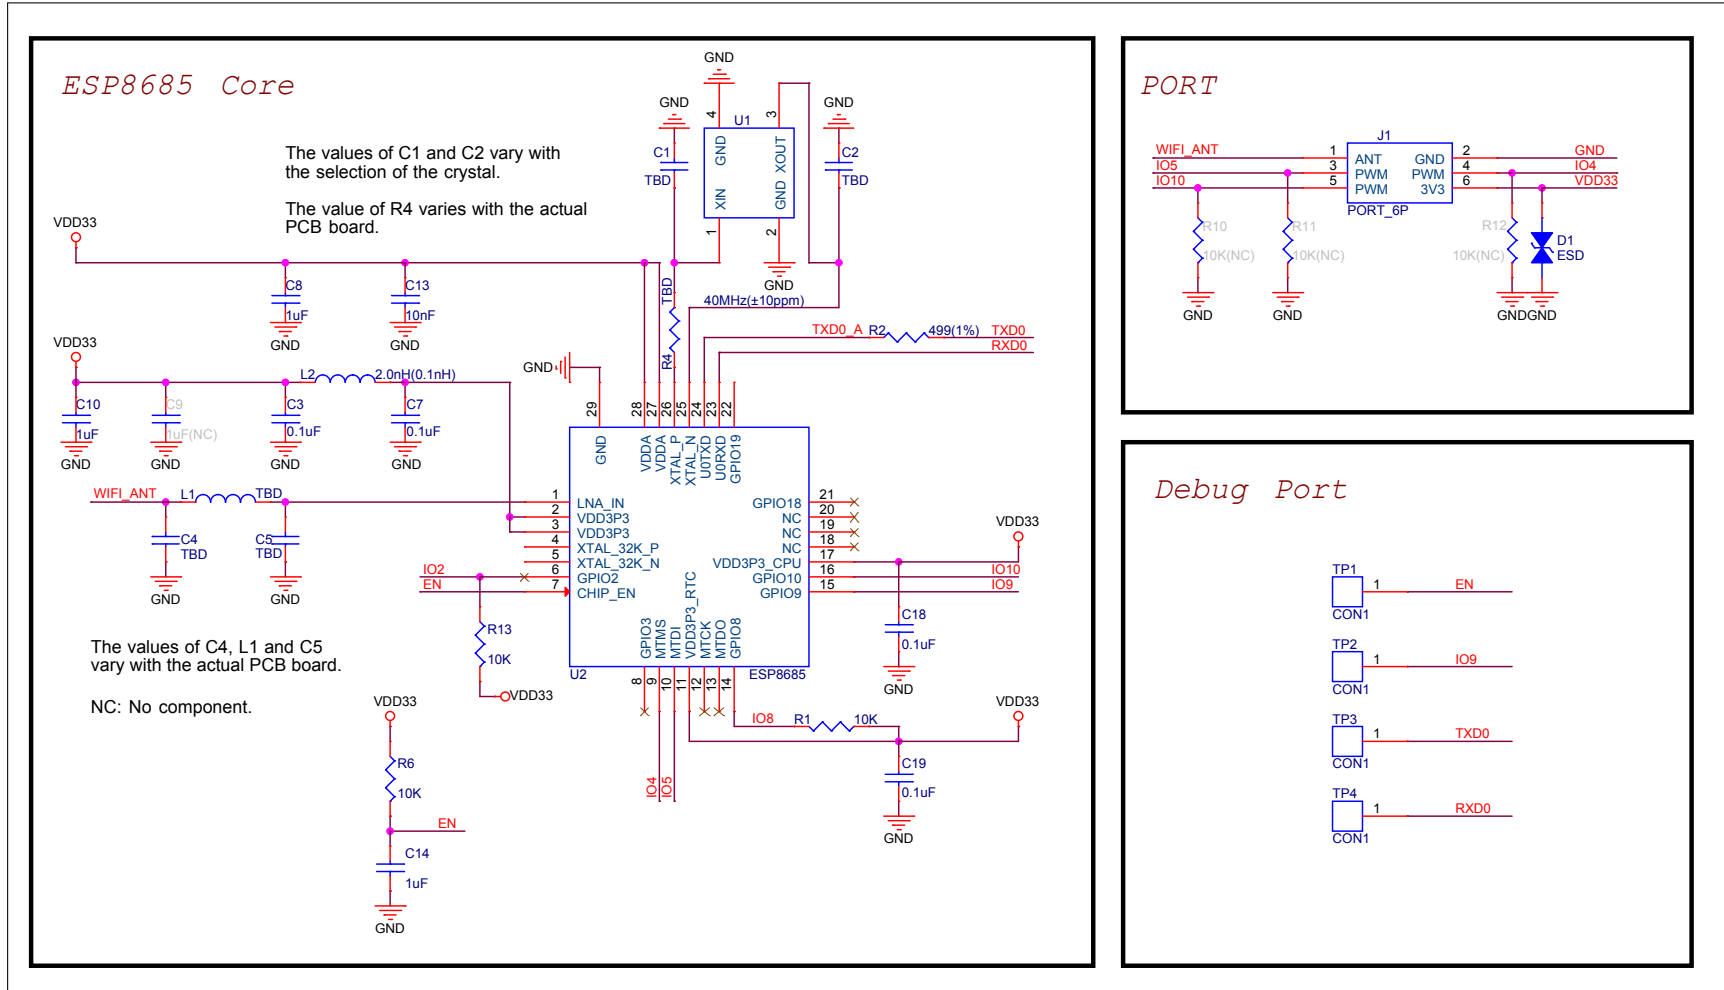 ESP8685 Core
The values of C1 and C2 vary with
the selection of the crystal.
The value of R4 varies with the actual
PCB board.
GND
GND
GND
4
3
U1
C1
TBD
GND
XOUT
XIN
GND
C2
TBD
1
2
GND
VDD33
C8
1uF
GND
C13
10nF
GND
TBD
R4
40MHz(±10ppm)
TXD0_A
R2
499(1%)
TXD0
RXD0
VDD33
L2
2.0nH(0.1nH)
GND
C10
1uF
GND
C9
1uF(NC)
GND
C3
0.1uF
GND
C7
0.1uF
GND
29
28
27
26
25
24
23
22
GND
VDDA
VDDA
XTAL_P
XTAL_N
U0TXD
U0RXD
GPIO19
WIFI_ANT
L1
TBD
C4
TBD
GND
C5
TBD
GND
1
LNA_IN
2
VDD3P3
3
VDD3P3
4
XTAL_32K_P
5
XTAL_32K_N
IO2
6
GPIO2
EN
7
CHIP_EN
GPIO18
21
NC
20
NC
19
NC
18
VDD3P3_CPU
17
GPIO10
16
IO10
GPIO9
15
IO9
VDD33
C18
0.1uF
GND
GPIO3
MTMS
MTDI
VDD3P3_RTC
MTCK
MTDO
GPIO8
U2
ESP8685
8
9
10
11
12
13
14
R13
10K
VDD33
The values of C4, L1 and C5
vary with the actual PCB board.
NC: No component.
VDD33
R6
10K
EN
C14
1uF
GND
IO4
IO5
IO8
R1
10K
VDD33
C19
0.1uF
GND
PORT
J1
WIFI_ANT
1
ANT
GND
2
GND
IO5
3
PWM
PWM
4
IO4
IO10
5
PWM
3V3
6
VDD33
PORT_6P
R10
10K(NC)
R11
10K(NC)
R12
10K(NC)
D1
ESD
GND
GND
GND
GND
Debug Port
TP1
1
EN
CON1
TP2
1
IO9
CON1
TP3
1
TXD0
CON1
TP4
1
RXD0
CON1